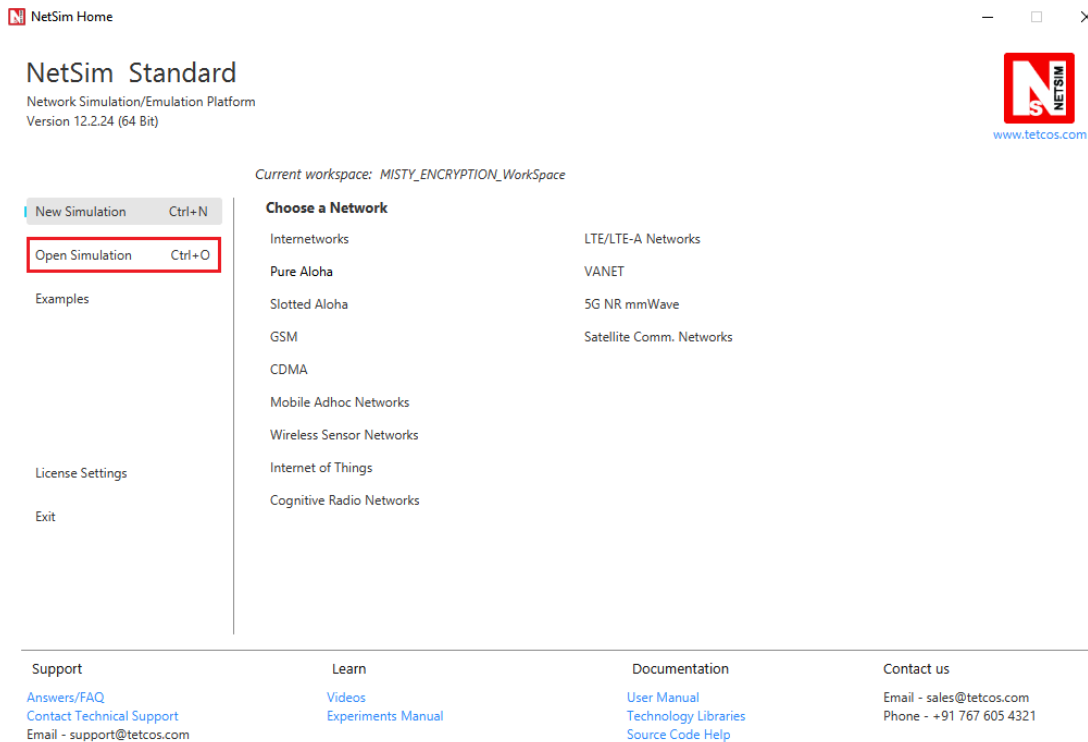 NetSim Home
NetSim Standard
Network Simulation/Emulation Platform
Version 12.2.24 (64 Bit)
NS NETSIM
www.tetcos.com
Current workspace: MISTY_ENCRYPTION_WorkSpace
New Simulation Ctrl+N
Open Simulation Ctrl+O
Examples
License Settings
Exit
Choose a Network
Internetworks
Pure Aloha
Slotted Aloha
GSM
CDMA
Mobile Adhoc Networks
Wireless Sensor Networks
Internet of Things
Cognitive Radio Networks
LTE/LTE-A Networks
VANET
5G NR mmWave
Satellite Comm. Networks
Support
Answers/FAQ
Contact Technical Support
Email - support@tetcos.com
Learn
Videos
Experiments Manual
Documentation
User Manual
Technology Libraries
Source Code Help
Contact us
Email - sales@tetcos.com
Phone - +91 767 605 4321